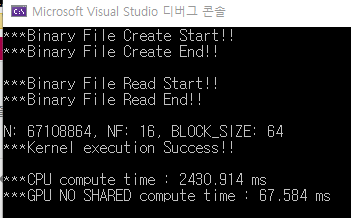 Microsoft Visual Studio 디버그 콘솔
***Binary File Create Start!!
***Binary File Create End!!
***Binary File Read Start!!
***Binary File Read End!!
N: 67108864, NF: 16, BLOCK_SIZE: 64
***Kernel execution Success!!
***CPU compute time : 2430.914 ms
***GPU NO SHARED compute time : 67.584 ms